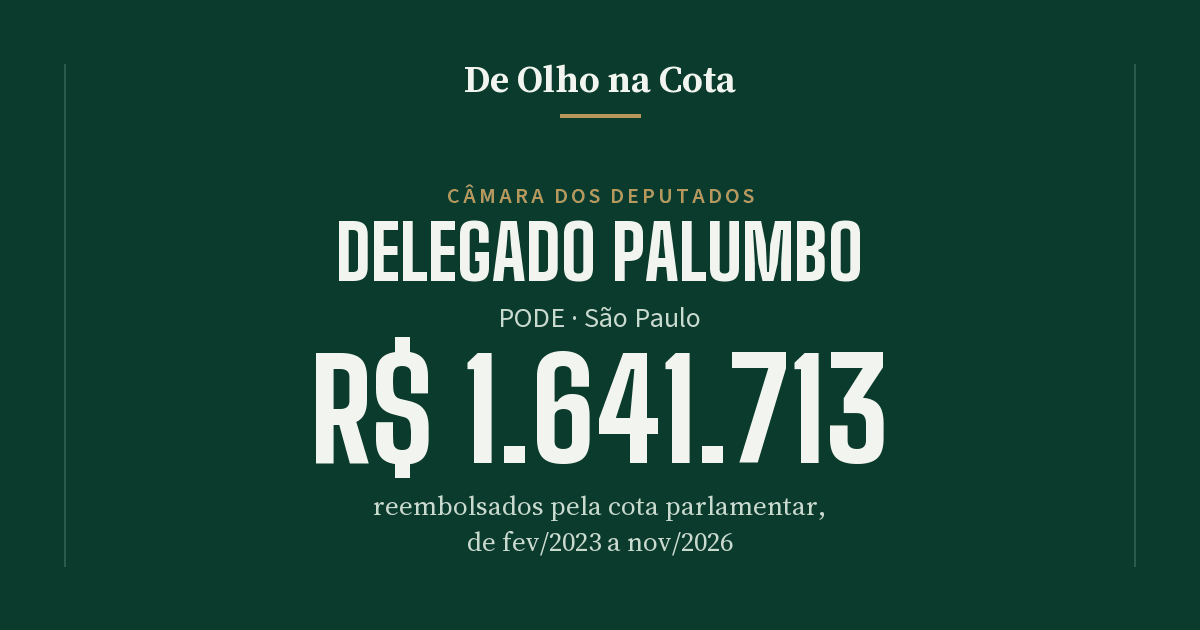 De Olho na Cota
CÂMARA DOS DEPUTADOS
DELEGADO PALUMBO
PODE · São Paulo
R$ 1.641.713
reembolsados pela cota parlamentar,
de fev/2023 a nov/2026